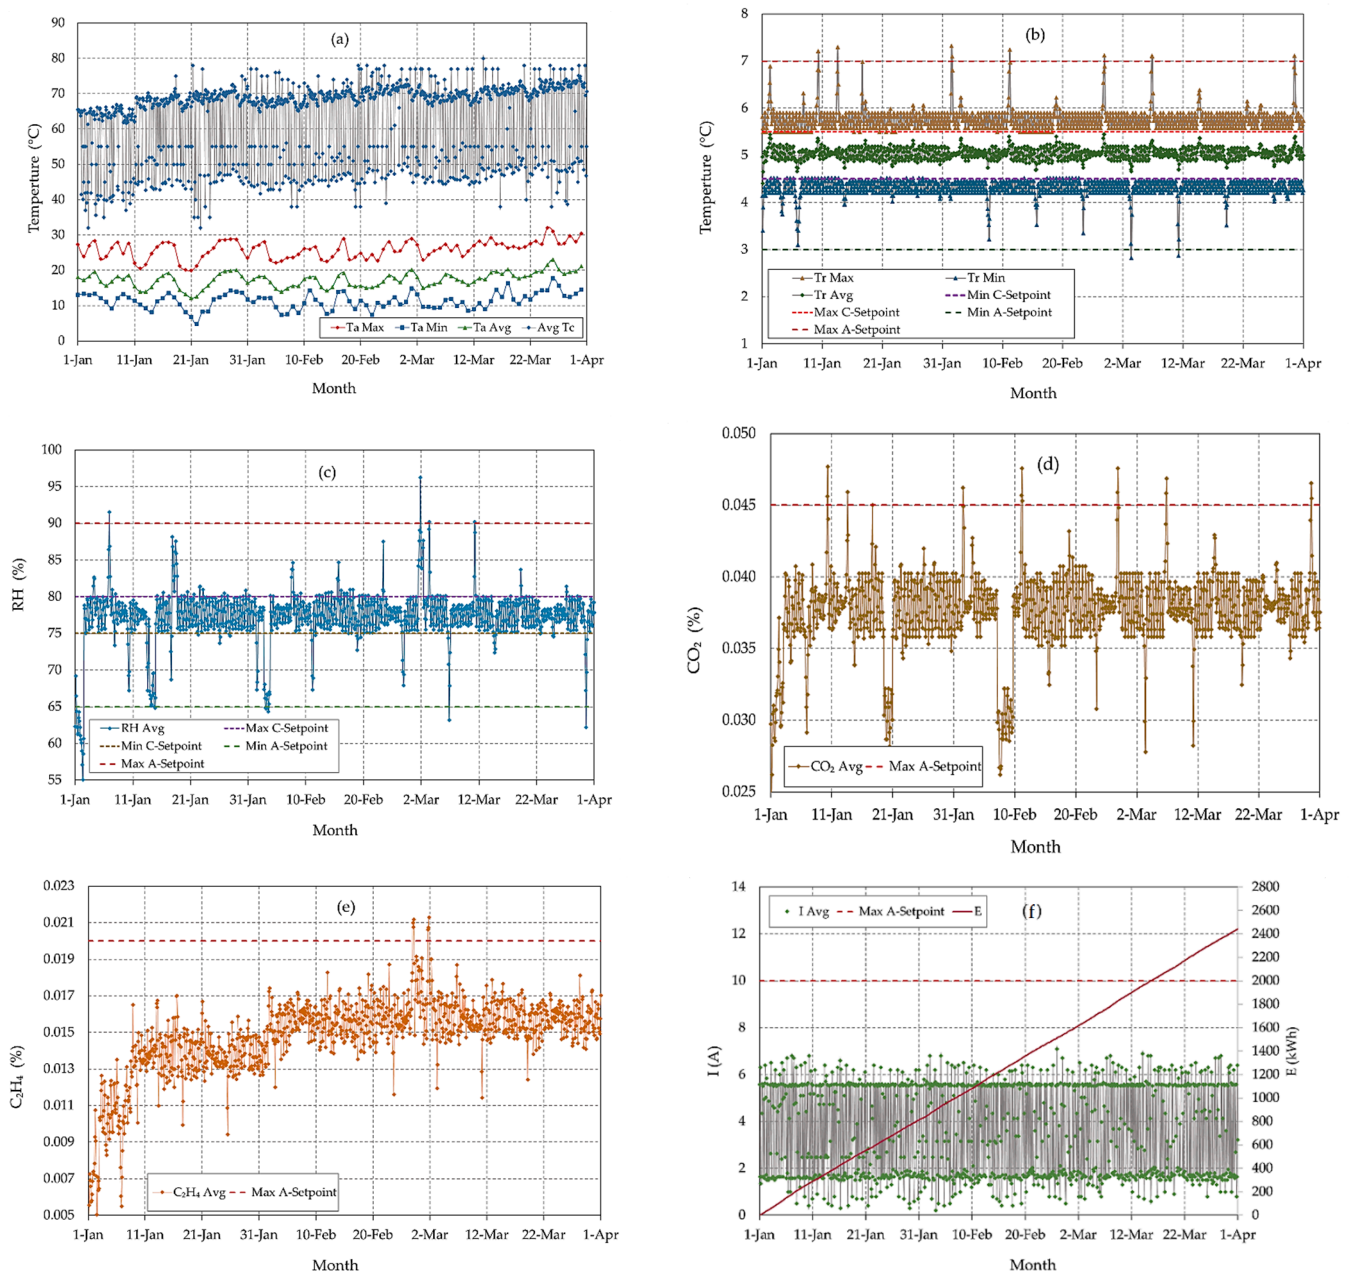 (a)
Temperture (°C)
90
80
70
60
50
40
30
20
10
0
Ta Max Ta Min Ta Avg Avg Tc
1-Jan 11-Jan 21-Jan 31-Jan 10-Feb 20-Feb 2-Mar 12-Mar 22-Mar 1-Apr
Month
(b)
Temperture (°C)
8
7
6
5
4
3
2
1
Tr Max Tr Min
Tr Avg Min C-Setpoint
Max C-Setpoint Min A-Setpoint
Max A-Setpoint
1-Jan 11-Jan 21-Jan 31-Jan 10-Feb 20-Feb 2-Mar 12-Mar 22-Mar 1-Apr
Month
(c)
RH (%)
100
95
90
85
80
75
70
65
60
55
RH Avg Max C-Setpoint
Min C-Setpoint Min A-Setpoint
Max A-Setpoint
1-Jan 11-Jan 21-Jan 31-Jan 10-Feb 20-Feb 2-Mar 12-Mar 22-Mar 1-Apr
Month
(d)
CO₂ (%)
0.050
0.045
0.040
0.035
0.030
0.025
CO₂ Avg Max A-Setpoint
1-Jan 11-Jan 21-Jan 31-Jan 10-Feb 20-Feb 2-Mar 12-Mar 22-Mar 1-Apr
Month
(e)
C₂H₄ (%)
0.023
0.021
0.019
0.017
0.015
0.013
0.011
0.009
0.007
0.005
C₂H₄ Avg Max A-Setpoint
1-Jan 11-Jan 21-Jan 31-Jan 10-Feb 20-Feb 2-Mar 12-Mar 22-Mar 1-Apr
Month
(f)
I Avg Max A-Setpoint E
I (A)
14
12
10
8
6
4
2
0
E (kWh)
2800
2600
2400
2200
2000
1800
1600
1400
1200
1000
800
600
400
200
0
1-Jan 11-Jan 21-Jan 31-Jan 10-Feb 20-Feb 2-Mar 12-Mar 22-Mar 1-Apr
Month